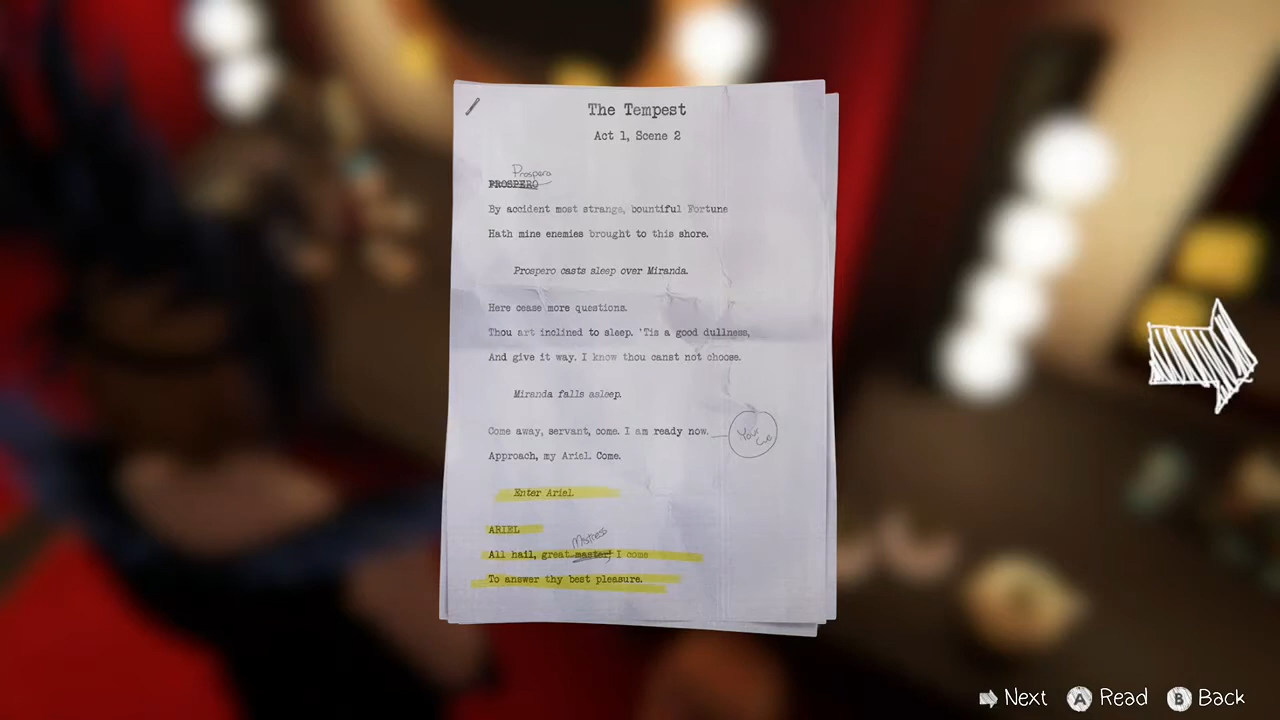 The Tempest
Act 1, Scene 2
Prospera
PROSPERO
By accident most strange, bountiful Fortune
Hath mine enemies brought to this shore.
Prospero casts sleep over Miranda.
Here cease more questions.
Thou art inclined to sleep. 'Tis a good dullness,
And give it way. I know thou canst not choose.
Miranda falls asleep.
Come away, servant, come. I am ready now.
Your
cue
Approach, my Ariel. Come.
Enter Ariel.
ARIEL
Mistress
All hail, great master, I come
To answer thy best pleasure.
Next A Read B Back